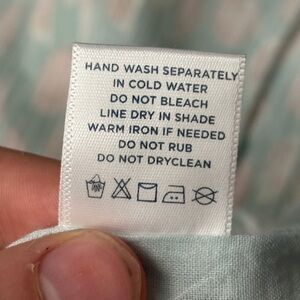 HAND WASH SEPARATELY
IN COLD WATER
DO NOT BLEACH
LINE DRY IN SHADE
WARM IRON IF NEEDED
DO NOT RUB
DO NOT DRYCLEAN